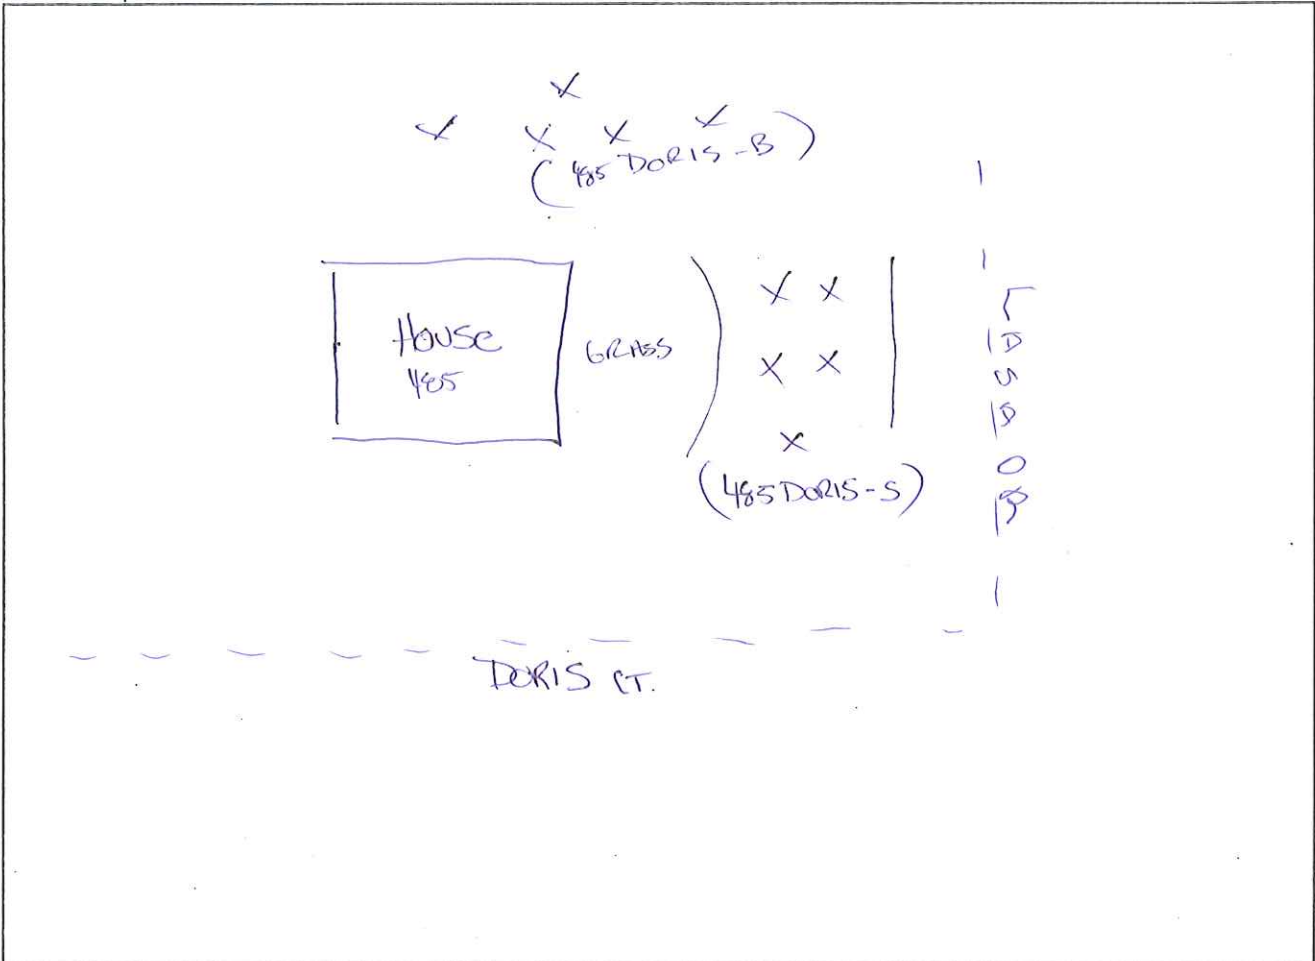 X
X X X X
(485 DORIS-B)
House
485
GRASS
X X
X X
X
(485 DORIS-S)
DORIS CT.